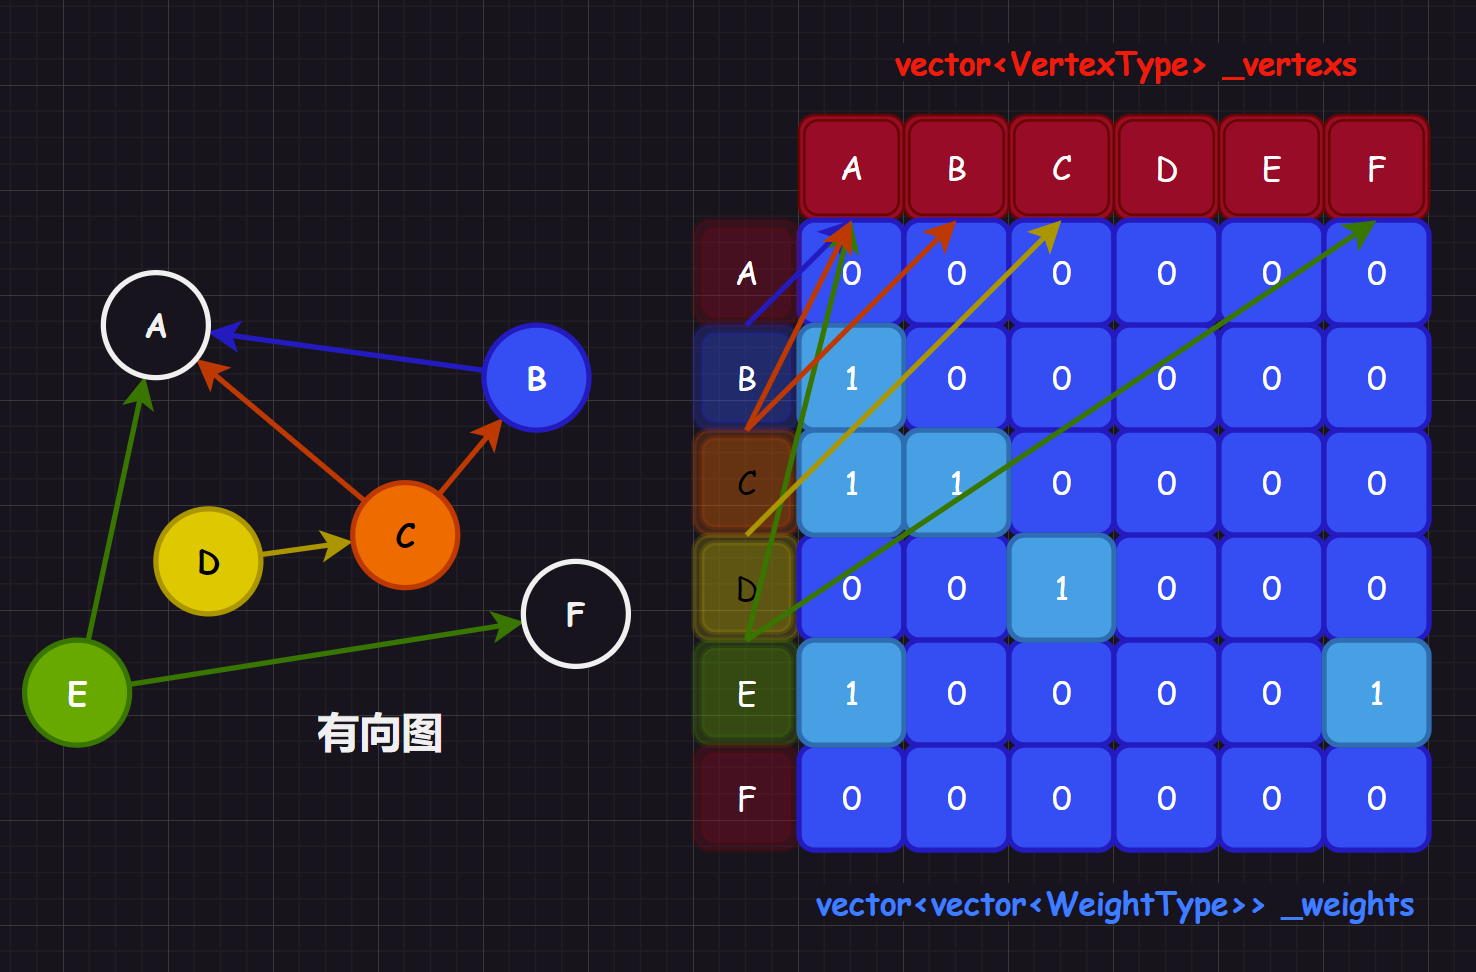 vector<VertexType> _vertexs
A B C D E F
A 0 0 0 0 0 0
B 1 0 0 0 0 0
C 1 1 0 0 0 0
D 0 0 1 0 0 0
E 1 0 0 0 0 1
F 0 0 0 0 0 0
vector<vector<WeightType>> _weights
A
B
C
D
F
E
有向图